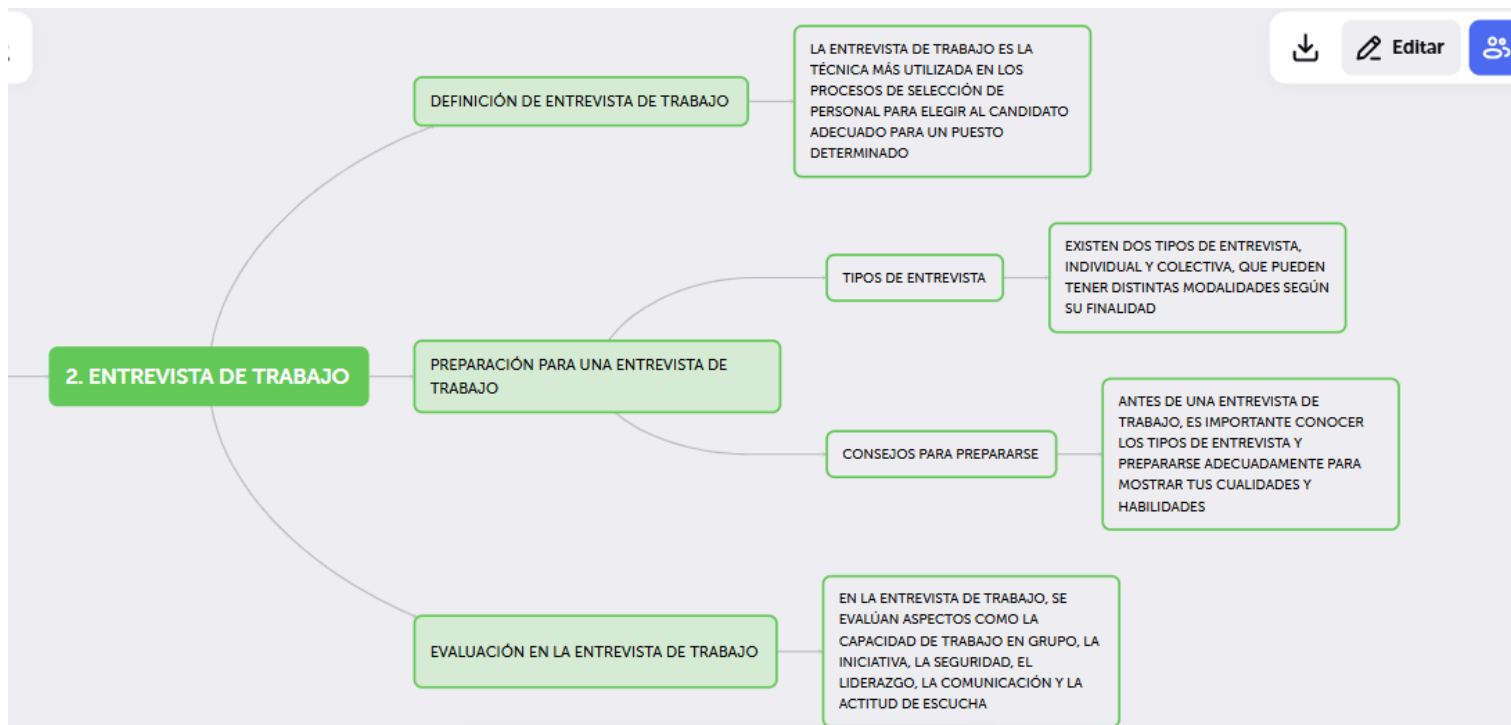 LA ENTREVISTA DE TRABAJO ES LA
TÉCNICA MÁS UTILIZADA EN LOS
PROCESOS DE SELECCIÓN DE
PERSONAL PARA ELEGIR AL CANDIDATO
ADECUADO PARA UN PUESTO
DETERMINADO
Editar
DEFINICIÓN DE ENTREVISTA DE TRABAJO
EXISTEN DOS TIPOS DE ENTREVISTA,
INDIVIDUAL Y COLECTIVA, QUE PUEDEN
TENER DISTINTAS MODALIDADES SEGÚN
SU FINALIDAD
TIPOS DE ENTREVISTA
2. ENTREVISTA DE TRABAJO
PREPARACIÓN PARA UNA ENTREVISTA DE
TRABAJO
CONSEJOS PARA PREPARARSE
ANTES DE UNA ENTREVISTA DE
TRABAJO, ES IMPORTANTE CONOCER
LOS TIPOS DE ENTREVISTA Y
PREPARARSE ADECUADAMENTE PARA
MOSTRAR TUS CUALIDADES Y
HABILIDADES
EVALUACIÓN EN LA ENTREVISTA DE TRABAJO
EN LA ENTREVISTA DE TRABAJO, SE
EVALÚAN ASPECTOS COMO LA
CAPACIDAD DE TRABAJO EN GRUPO, LA
INICIATIVA, LA SEGURIDAD, EL
LIDERAZGO, LA COMUNICACIÓN Y LA
ACTITUD DE ESCUCHA